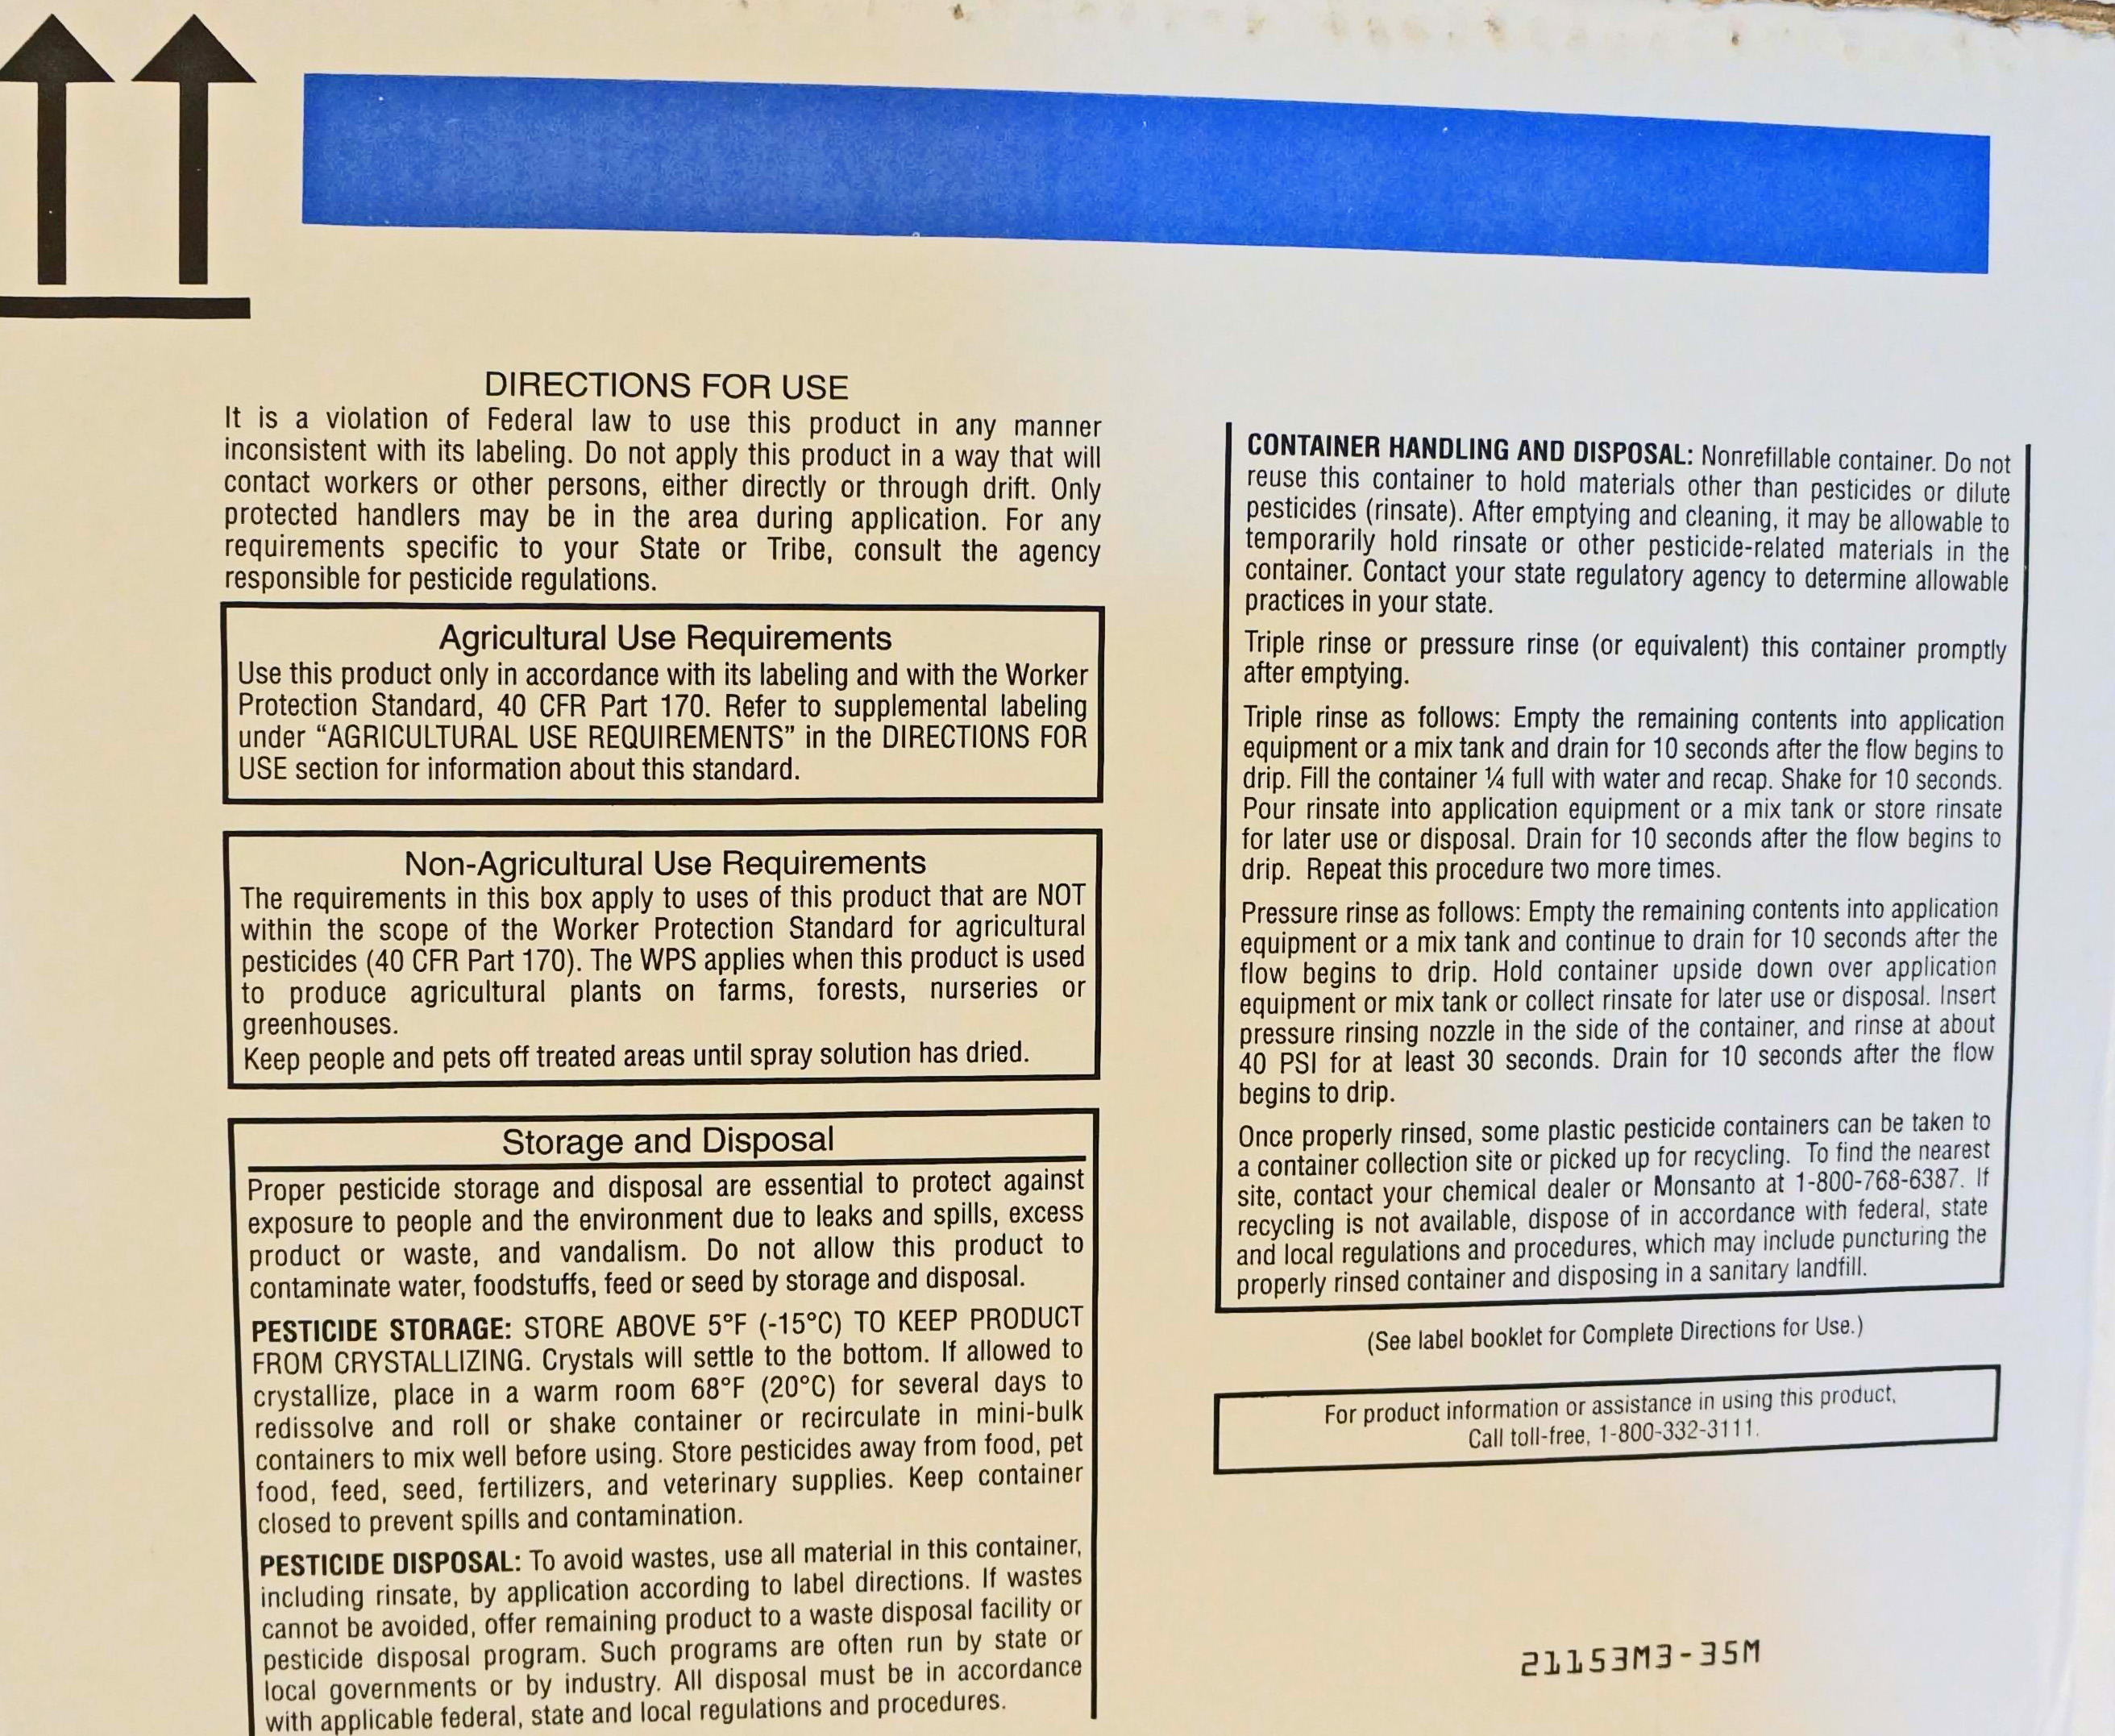 DIRECTIONS FOR USE
It is a violation of Federal law to use this product in any manner
inconsistent with its labeling. Do not apply this product in a way that will
contact workers or other persons, either directly or through drift. Only
protected handlers may be in the area during application. For any
requirements specific to your State or Tribe, consult the agency
responsible for pesticide regulations.
Agricultural Use Requirements
Use this product only in accordance with its labeling and with the Worker
Protection Standard, 40 CFR Part 170. Refer to supplemental labeling
under “AGRICULTURAL USE REQUIREMENTS” in the DIRECTIONS FOR
USE section for information about this standard.
Non-Agricultural Use Requirements
The requirements in this box apply to uses of this product that are NOT
within the scope of the Worker Protection Standard for agricultural
pesticides (40 CFR Part 170). The WPS applies when this product is used
to produce agricultural plants on farms, forests, nurseries or
greenhouses.
Keep people and pets off treated areas until spray solution has dried.
Storage and Disposal
Proper pesticide storage and disposal are essential to protect against
exposure to people and the environment due to leaks and spills, excess
product or waste, and vandalism. Do not allow this product to
contaminate water, foodstuffs, feed or seed by storage and disposal.
PESTICIDE STORAGE: STORE ABOVE 5°F (-15°C) TO KEEP PRODUCT
FROM CRYSTALLIZING. Crystals will settle to the bottom. If allowed to
crystallize, place in a warm room 68°F (20°C) for several days to
redissolve and roll or shake container or recirculate in mini-bulk
containers to mix well before using. Store pesticides away from food, pet
food, feed, seed, fertilizers, and veterinary supplies. Keep container
closed to prevent spills and contamination.
PESTICIDE DISPOSAL: To avoid wastes, use all material in this container,
including rinsate, by application according to label directions. If wastes
cannot be avoided, offer remaining product to a waste disposal facility or
pesticide disposal program. Such programs are often run by state or
local governments or by industry. All disposal must be in accordance
with applicable federal, state and local regulations and procedures.
CONTAINER HANDLING AND DISPOSAL: Nonrefillable container. Do not
reuse this container to hold materials other than pesticides or dilute
pesticides (rinsate). After emptying and cleaning, it may be allowable to
temporarily hold rinsate or other pesticide-related materials in the
container. Contact your state regulatory agency to determine allowable
practices in your state.
Triple rinse or pressure rinse (or equivalent) this container promptly
after emptying.
Triple rinse as follows: Empty the remaining contents into application
equipment or a mix tank and drain for 10 seconds after the flow begins to
drip. Fill the container ¼ full with water and recap. Shake for 10 seconds.
Pour rinsate into application equipment or a mix tank or store rinsate
for later use or disposal. Drain for 10 seconds after the flow begins to
drip. Repeat this procedure two more times.
Pressure rinse as follows: Empty the remaining contents into application
equipment or a mix tank and continue to drain for 10 seconds after the
flow begins to drip. Hold container upside down over application
equipment or mix tank or collect rinsate for later use or disposal. Insert
pressure rinsing nozzle in the side of the container, and rinse at about
40 PSI for at least 30 seconds. Drain for 10 seconds after the flow
begins to drip.
Once properly rinsed, some plastic pesticide containers can be taken to
a container collection site or picked up for recycling. To find the nearest
site, contact your chemical dealer or Monsanto at 1-800-768-6387. If
recycling is not available, dispose of in accordance with federal, state
and local regulations and procedures, which may include puncturing the
properly rinsed container and disposing in a sanitary landfill.
(See label booklet for Complete Directions for Use.)
For product information or assistance in using this product,
Call toll-free, 1-800-332-3111.
21153M3-35M